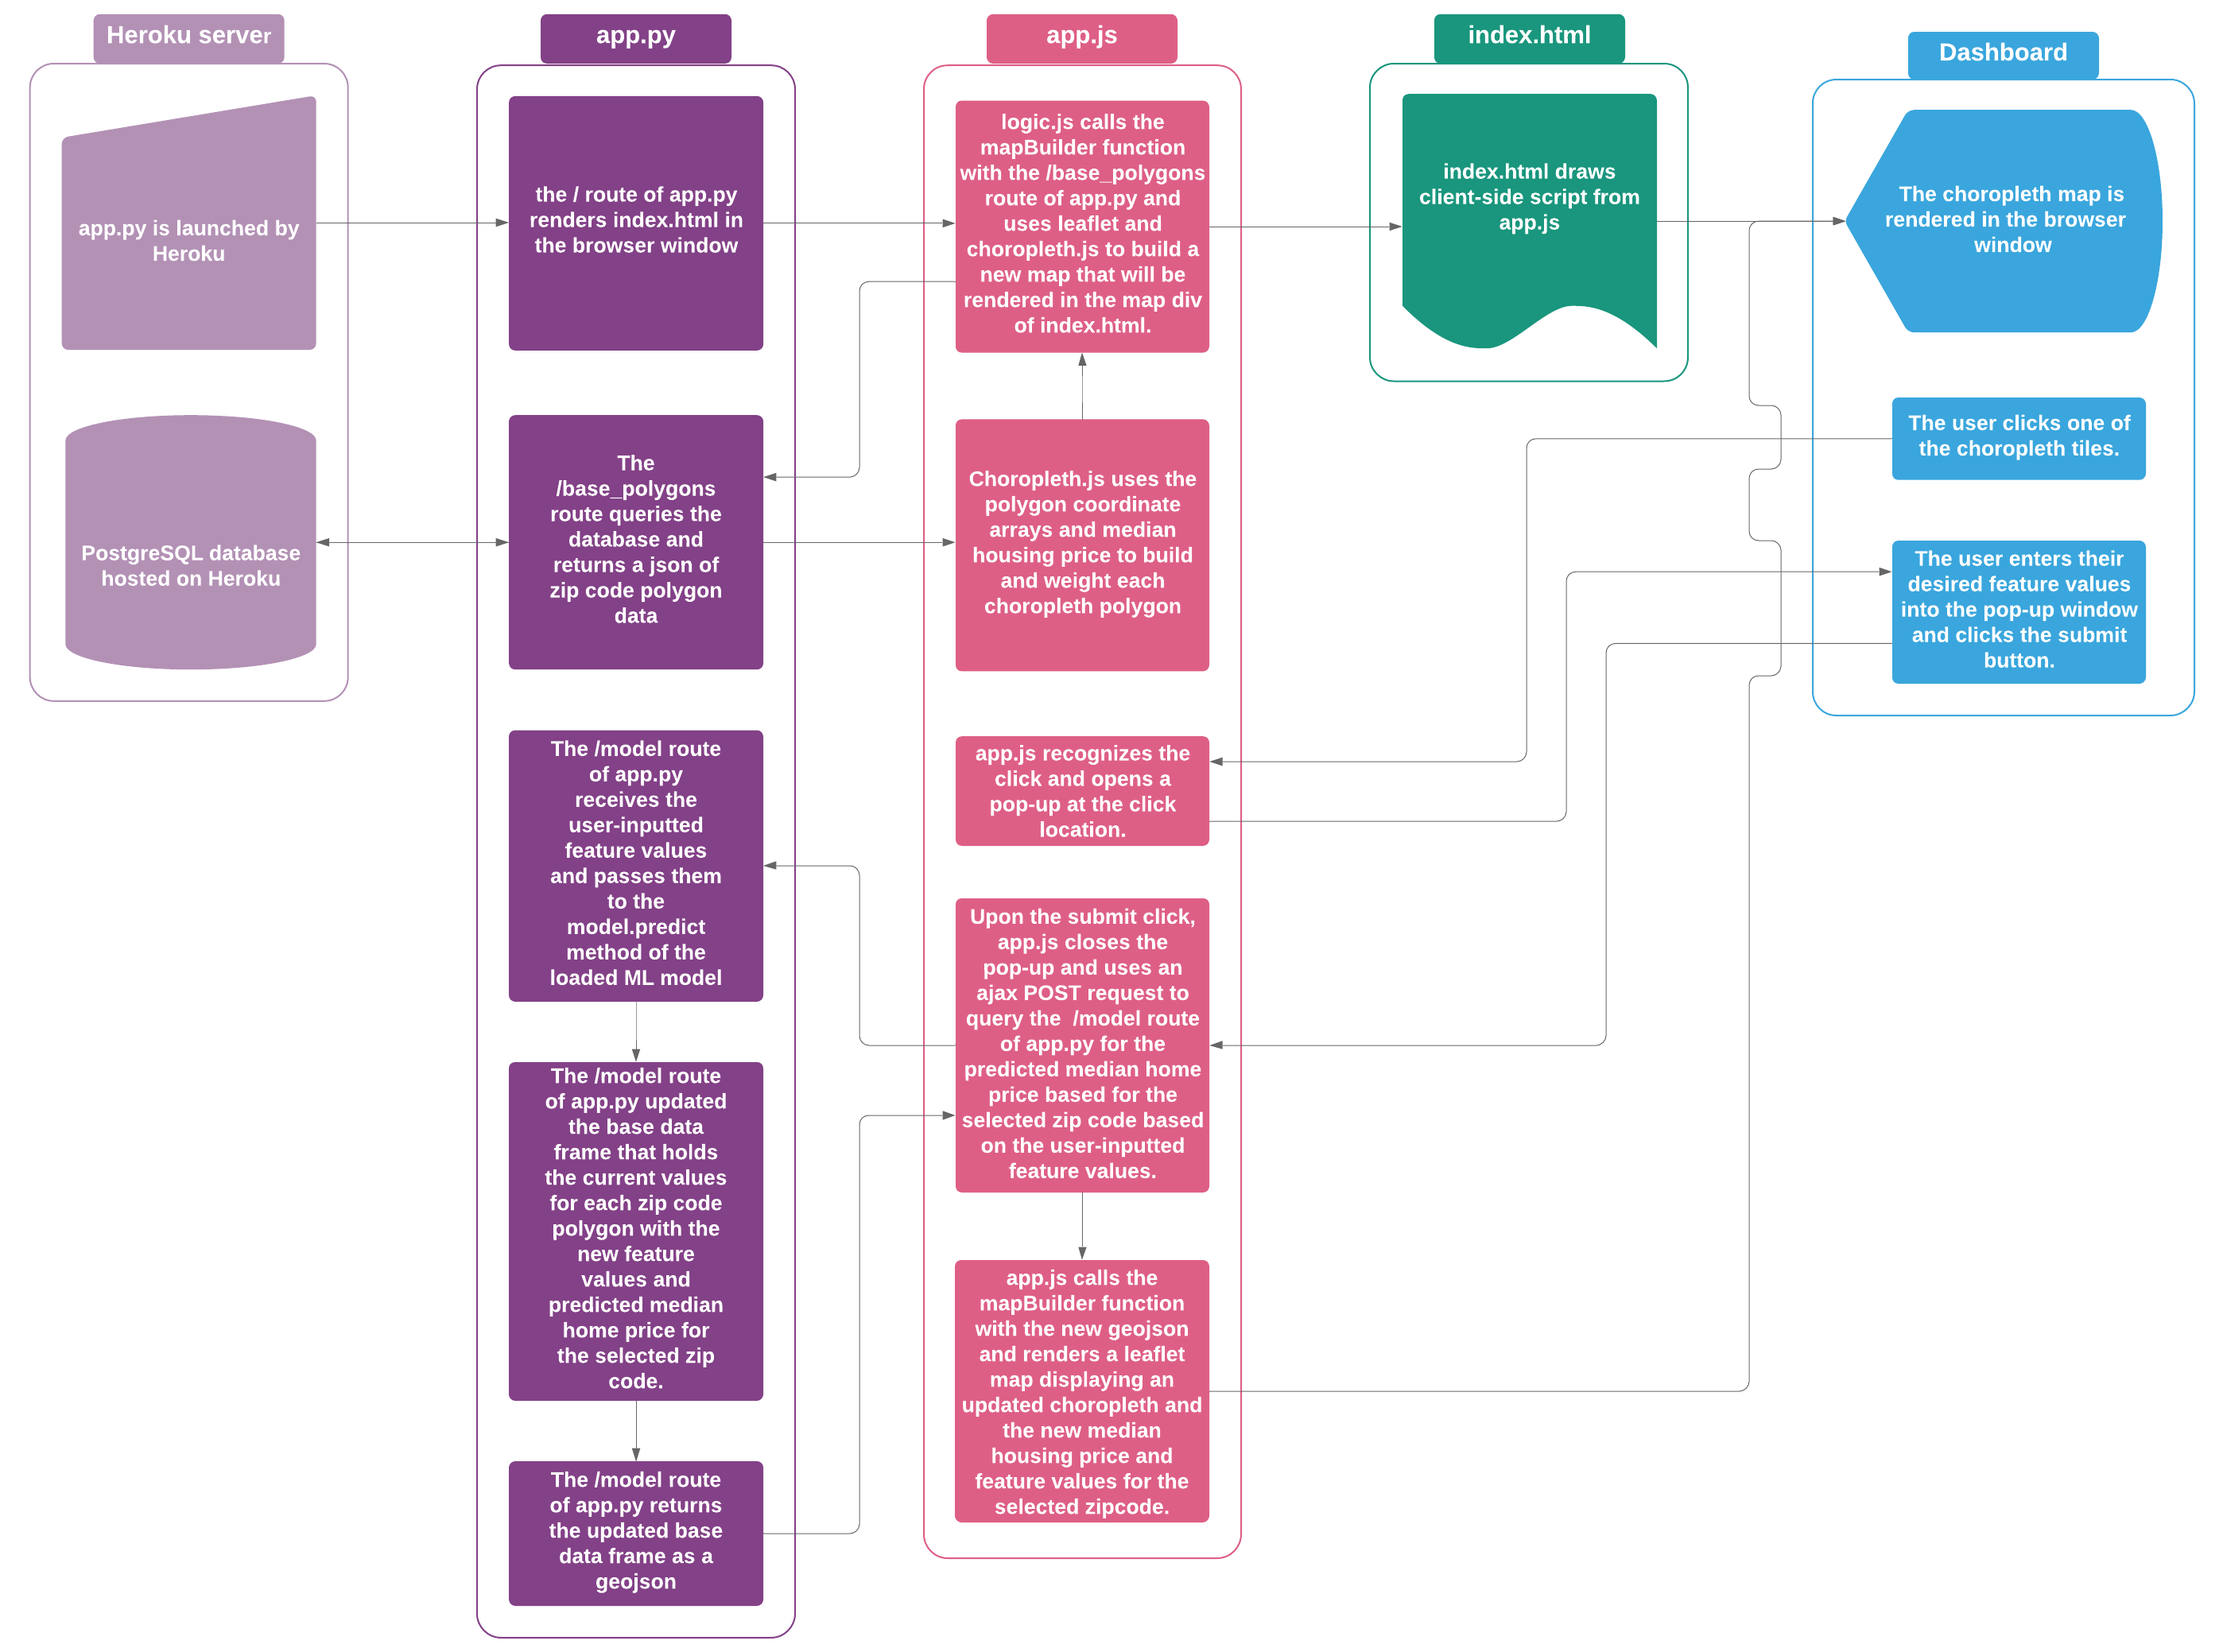 Heroku server
app.py is launched by
Heroku
PostgreSQL database
hosted on Heroku
app.py
the / route of app.py
renders index.html in
the browser window
The
/base_polygons
route queries the
database and
returns a json of
zip code polygon
data
The /model route
of app.py
receives the
user-inputted
feature values
and passes them
to the
model.predict
method of the
loaded ML model
The /model route
of app.py updated
the base data
frame that holds
the current values
for each zip code
polygon with the
new feature
values and
predicted median
home price for
the selected zip
code.
The /model route
of app.py returns
the updated base
data frame as a
geojson
app.js
logic.js calls the
mapBuilder function
with the /base_polygons
route of app.py and
uses leaflet and
choropleth.js to build a
new map that will be
rendered in the map div
of index.html.
Choropleth.js uses the
polygon coordinate
arrays and median
housing price to build
and weight each
choropleth polygon
app.js recognizes the
click and opens a
pop-up at the click
location.
Upon the submit click,
app.js closes the
pop-up and uses an
ajax POST request to
query the  /model route
of app.py for the
predicted median home
price based for the
selected zip code based
on the user-inputted
feature values.
app.js calls the
mapBuilder function
with the new geojson
and renders a leaflet
map displaying an
updated choropleth and
the new median
housing price and
feature values for the
selected zipcode.
index.html
index.html draws
client-side script from
app.js
Dashboard
The choropleth map is
rendered in the browser
window
The user clicks one of
the choropleth tiles.
The user enters their
desired feature values
into the pop-up window
and clicks the submit
button.